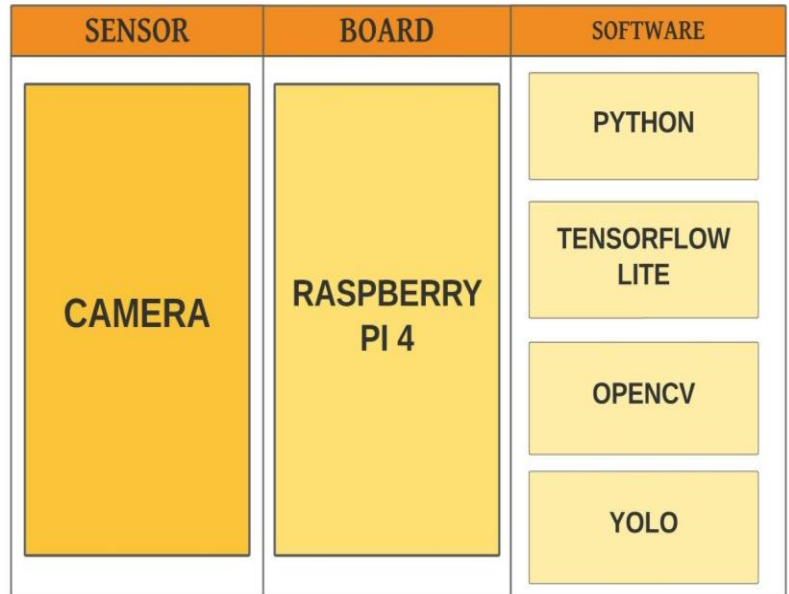 SENSOR
BOARD
SOFTWARE
CAMERA
RASPBERRY
PI 4
PYTHON
TENSORFLOW
LITE
OPENCV
YOLO